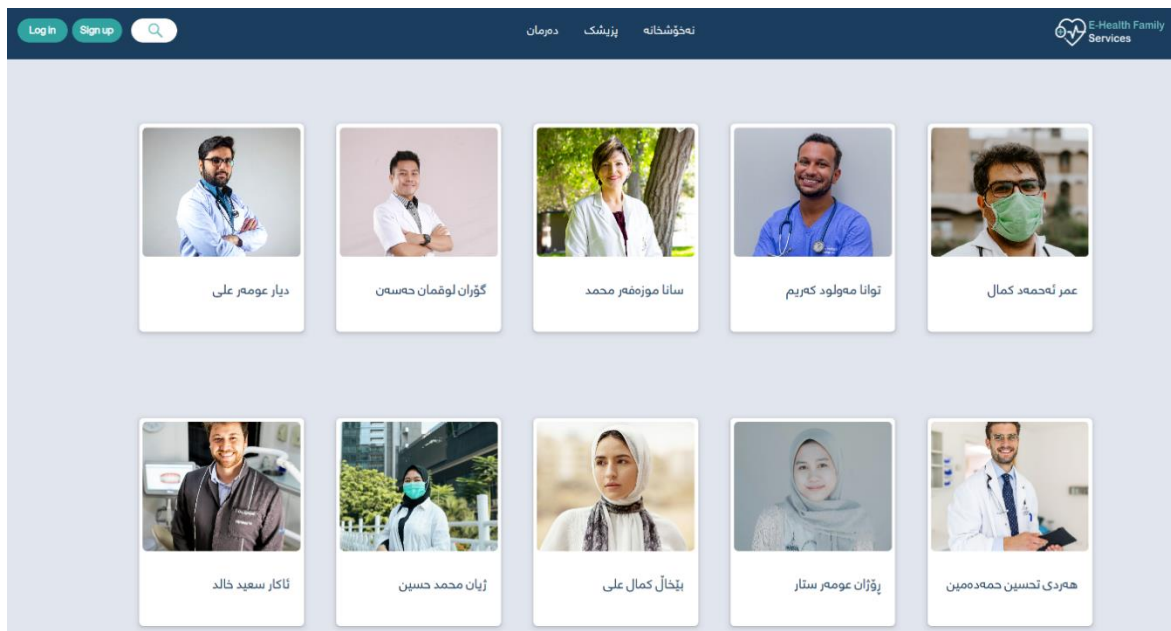 Log in
Sign up
نەخۆشخانە
پزیشک
دەرمان
E-Health Family
Services
عمر ئەحمەد کمال
توانا مەولود کەریم
سانا موزەفەر محمد
گۆران لوقمان حەسەن
دیار عومەر علی
هەردی تحسین حمەدەمین
ڕۆژان عومەر ستار
بێخاڵ کمال علی
ژیان محمد حسین
ئاکار سعید خالد